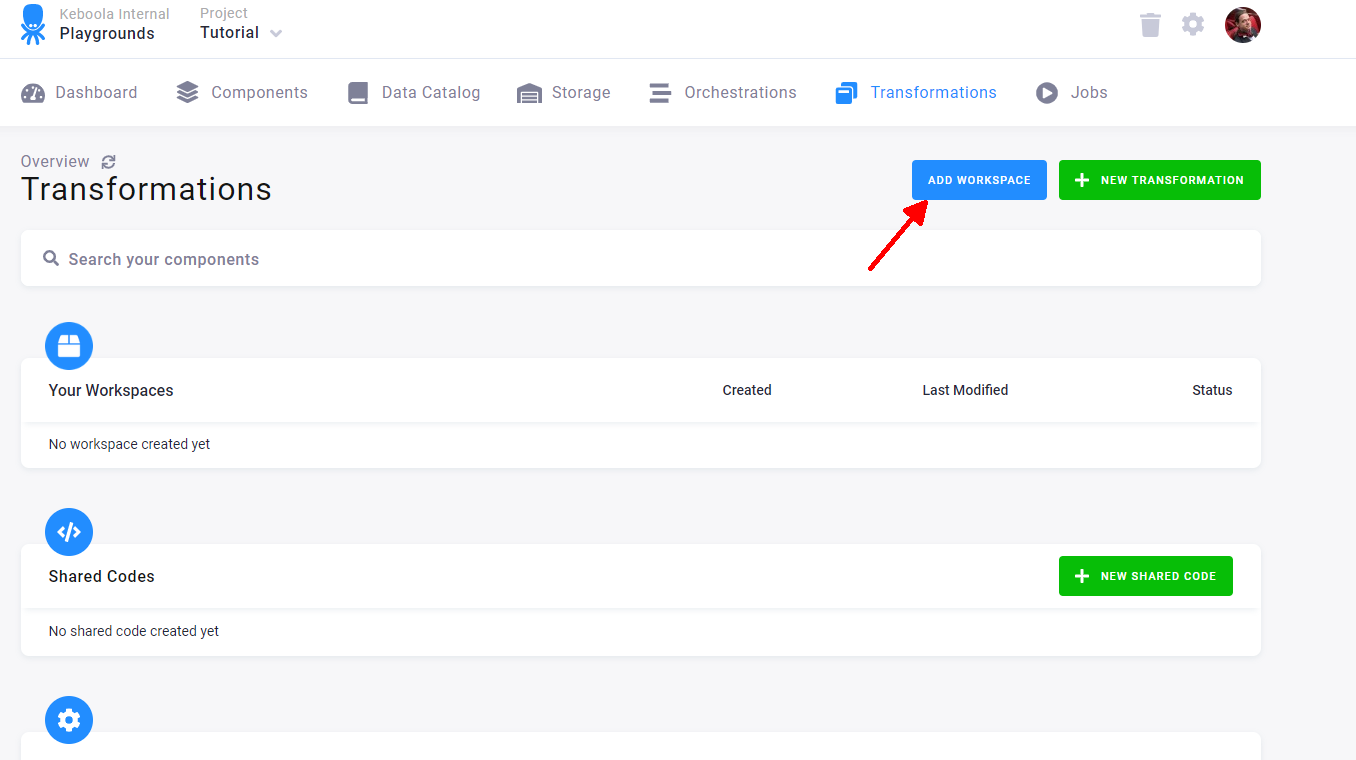 Keboola Internal
Playgrounds
Project
Tutorial
Dashboard
Components
Data Catalog
Storage
Orchestrations
Transformations
Jobs
Overview
Transformations
ADD WORKSPACE
NEW TRANSFORMATION
Search your components
Your Workspaces Created Last Modified Status
No workspace created yet
Shared Codes
NEW SHARED CODE
No shared code created yet